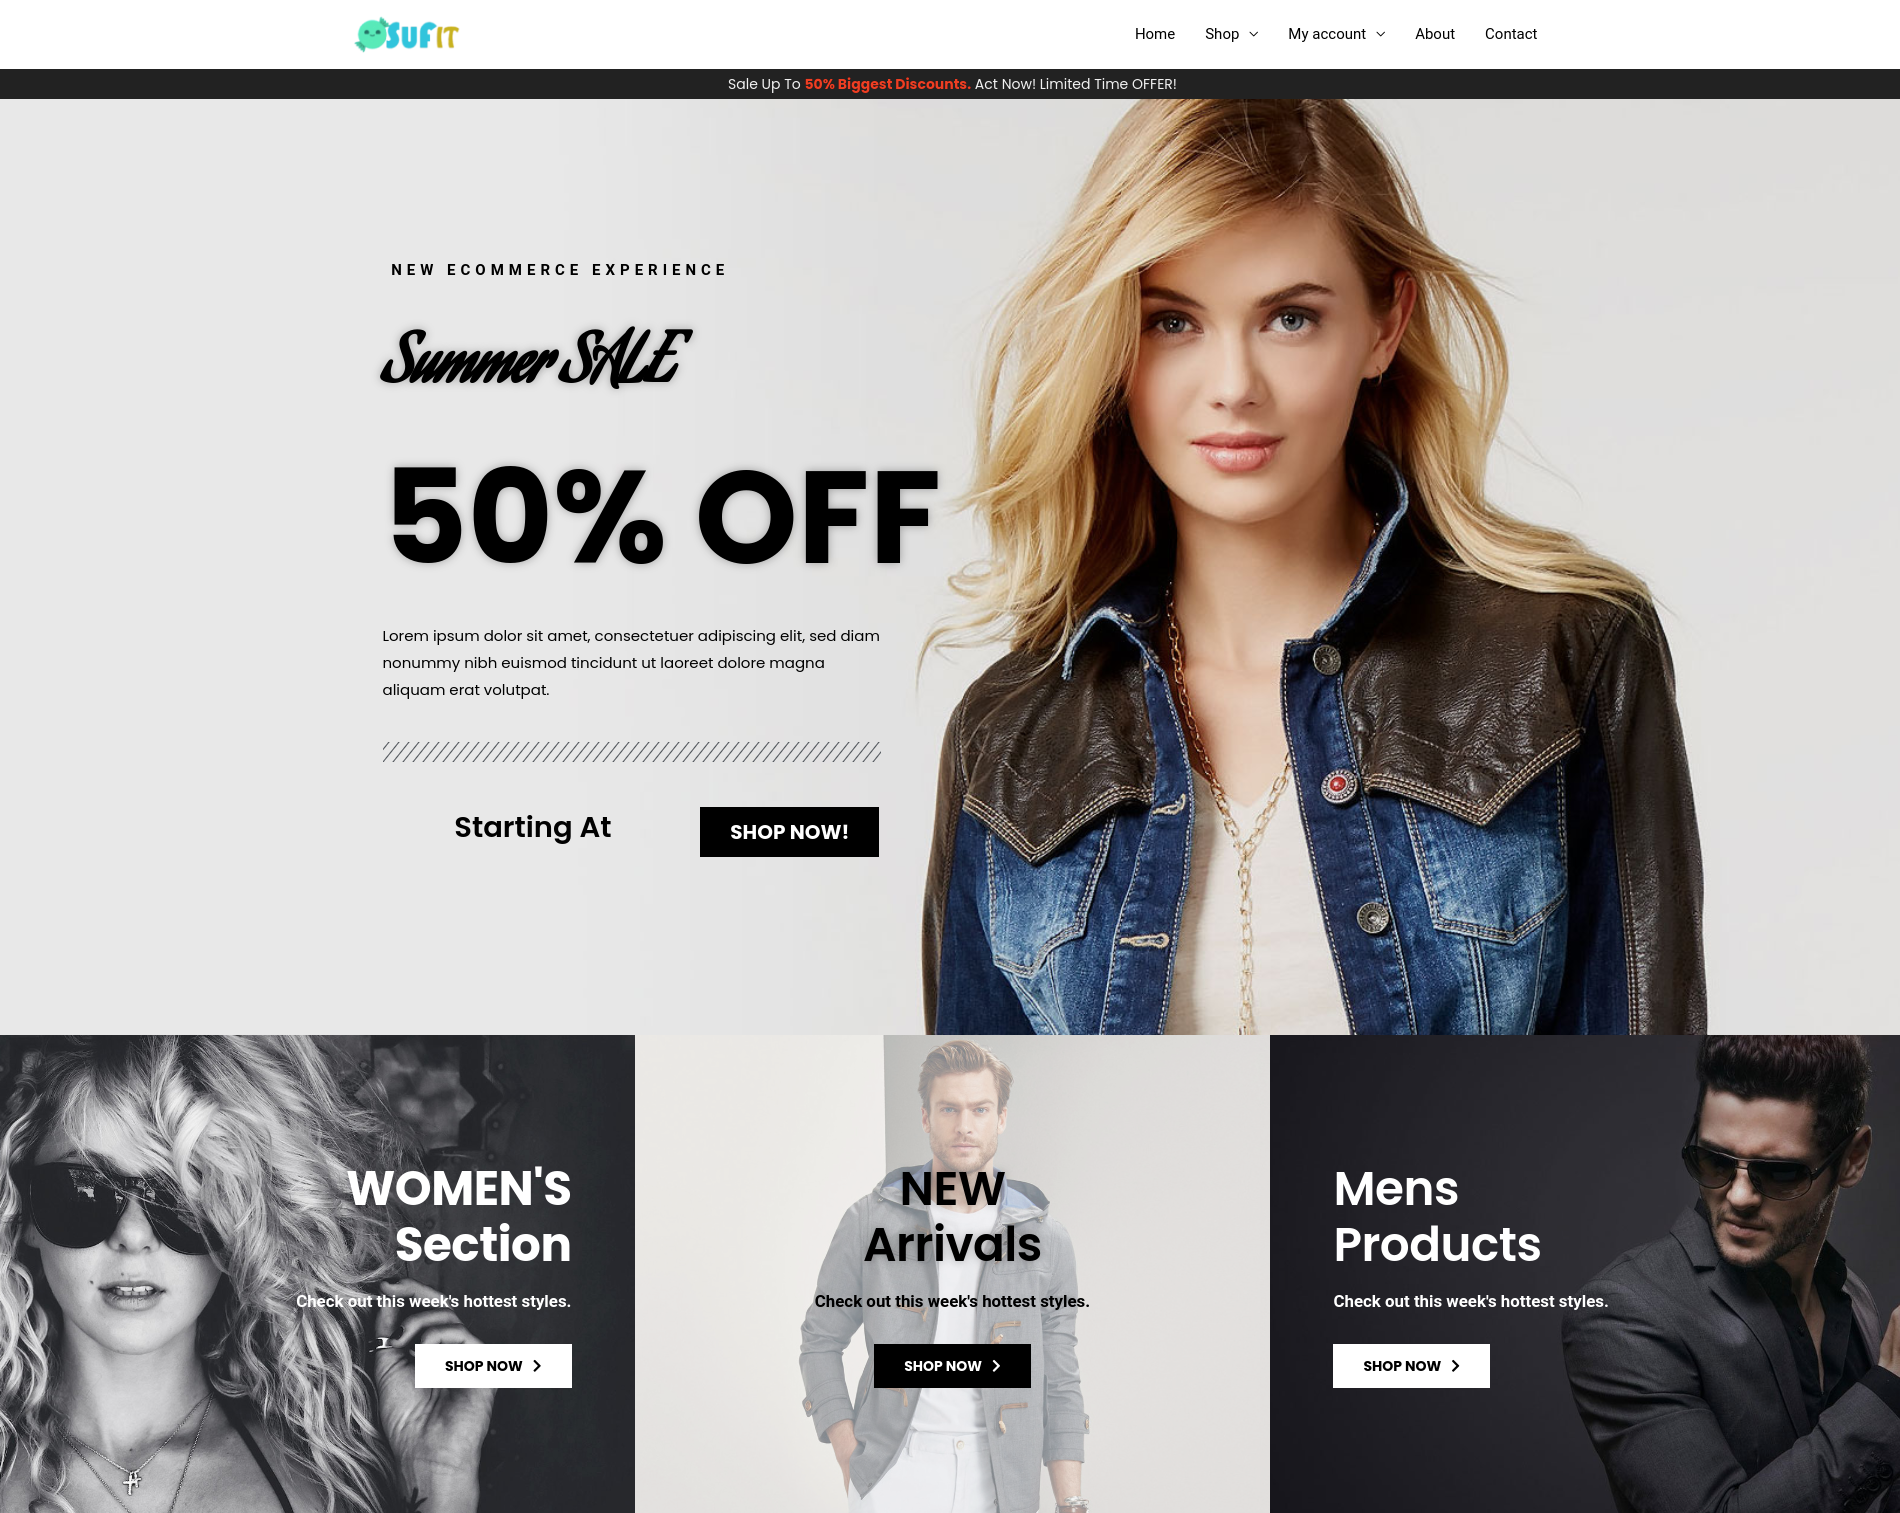 SUFIT
Home Shop My account About Contact
Sale Up To 50% Biggest Discounts. Act Now! Limited Time OFFER!
NEW ECOMMERCE EXPERIENCE
Summer SALE
50% OFF
Lorem ipsum dolor sit amet, consectetuer adipiscing elit, sed diam
nonummy nibh euismod tincidunt ut laoreet dolore magna
aliquam erat volutpat.
Starting At
SHOP NOW!
WOMEN'S
Section
Check out this week's hottest styles.
SHOP NOW
NEW
Arrivals
Check out this week's hottest styles.
SHOP NOW
Mens
Products
Check out this week's hottest styles.
SHOP NOW